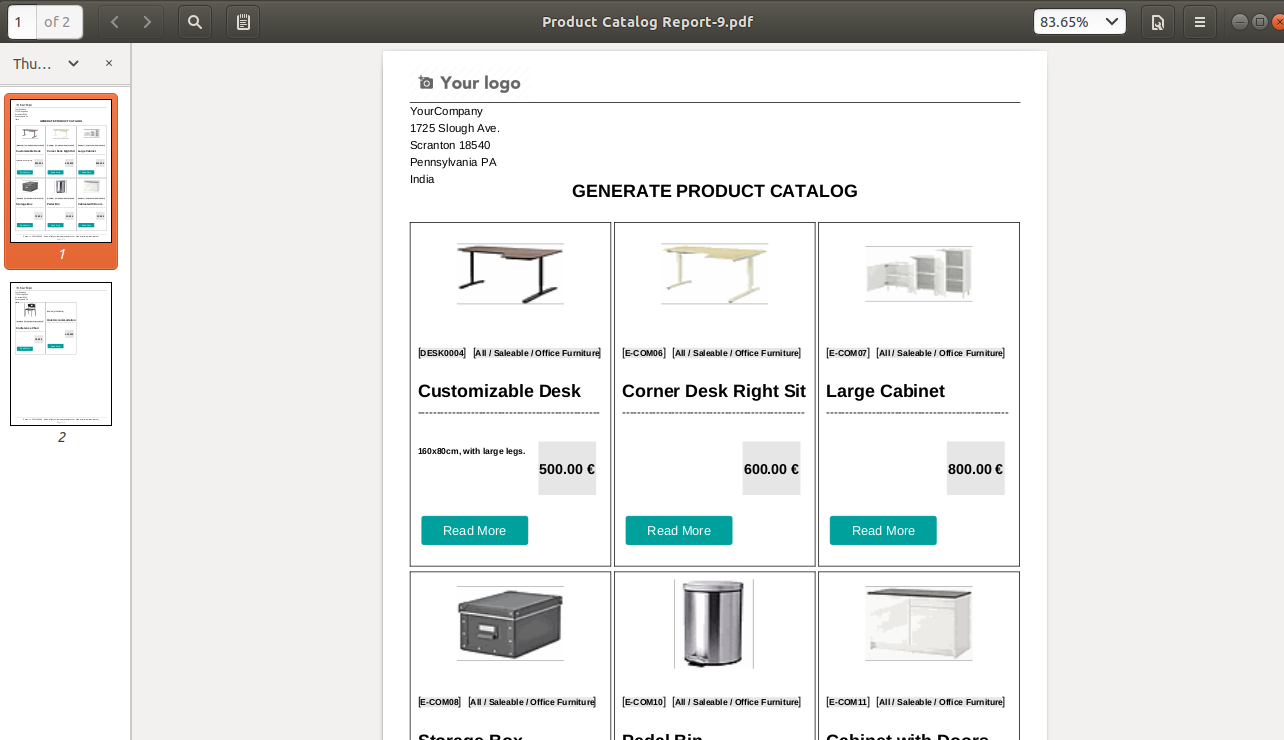 1 of 2
Product Catalog Report-9.pdf
83.65%
Thu...
1
2
Your logo
YourCompany
1725 Slough Ave.
Scranton 18540
Pennsylvania PA
India
GENERATE PRODUCT CATALOG
[DESK0004] [All / Saleable / Office Furniture]
[E-COM06] [All / Saleable / Office Furniture]
[E-COM07] [All / Saleable / Office Furniture]
Customizable Desk
Corner Desk Right Sit
Large Cabinet
160x80cm, with large legs.
500.00 €
600.00 €
800.00 €
Read More
Read More
Read More
[E-COM08] [All / Saleable / Office Furniture]
[E-COM10] [All / Saleable / Office Furniture]
[E-COM11] [All / Saleable / Office Furniture]
Storage Box
Pedal Bin
Cabinet with Doors